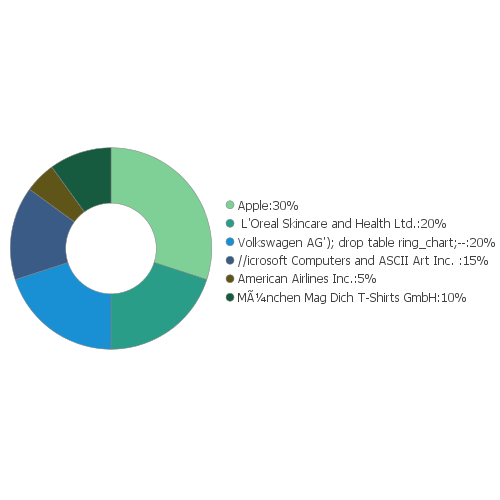 Apple:30%
L'Oreal Skincare and Health Ltd.:20%
Volkswagen AG'); drop table ring_chart;--:20%
//icrosoft Computers and ASCII Art Inc. :15%
American Airlines Inc.:5%
MÃ¼nchen Mag Dich T-Shirts GmbH:10%